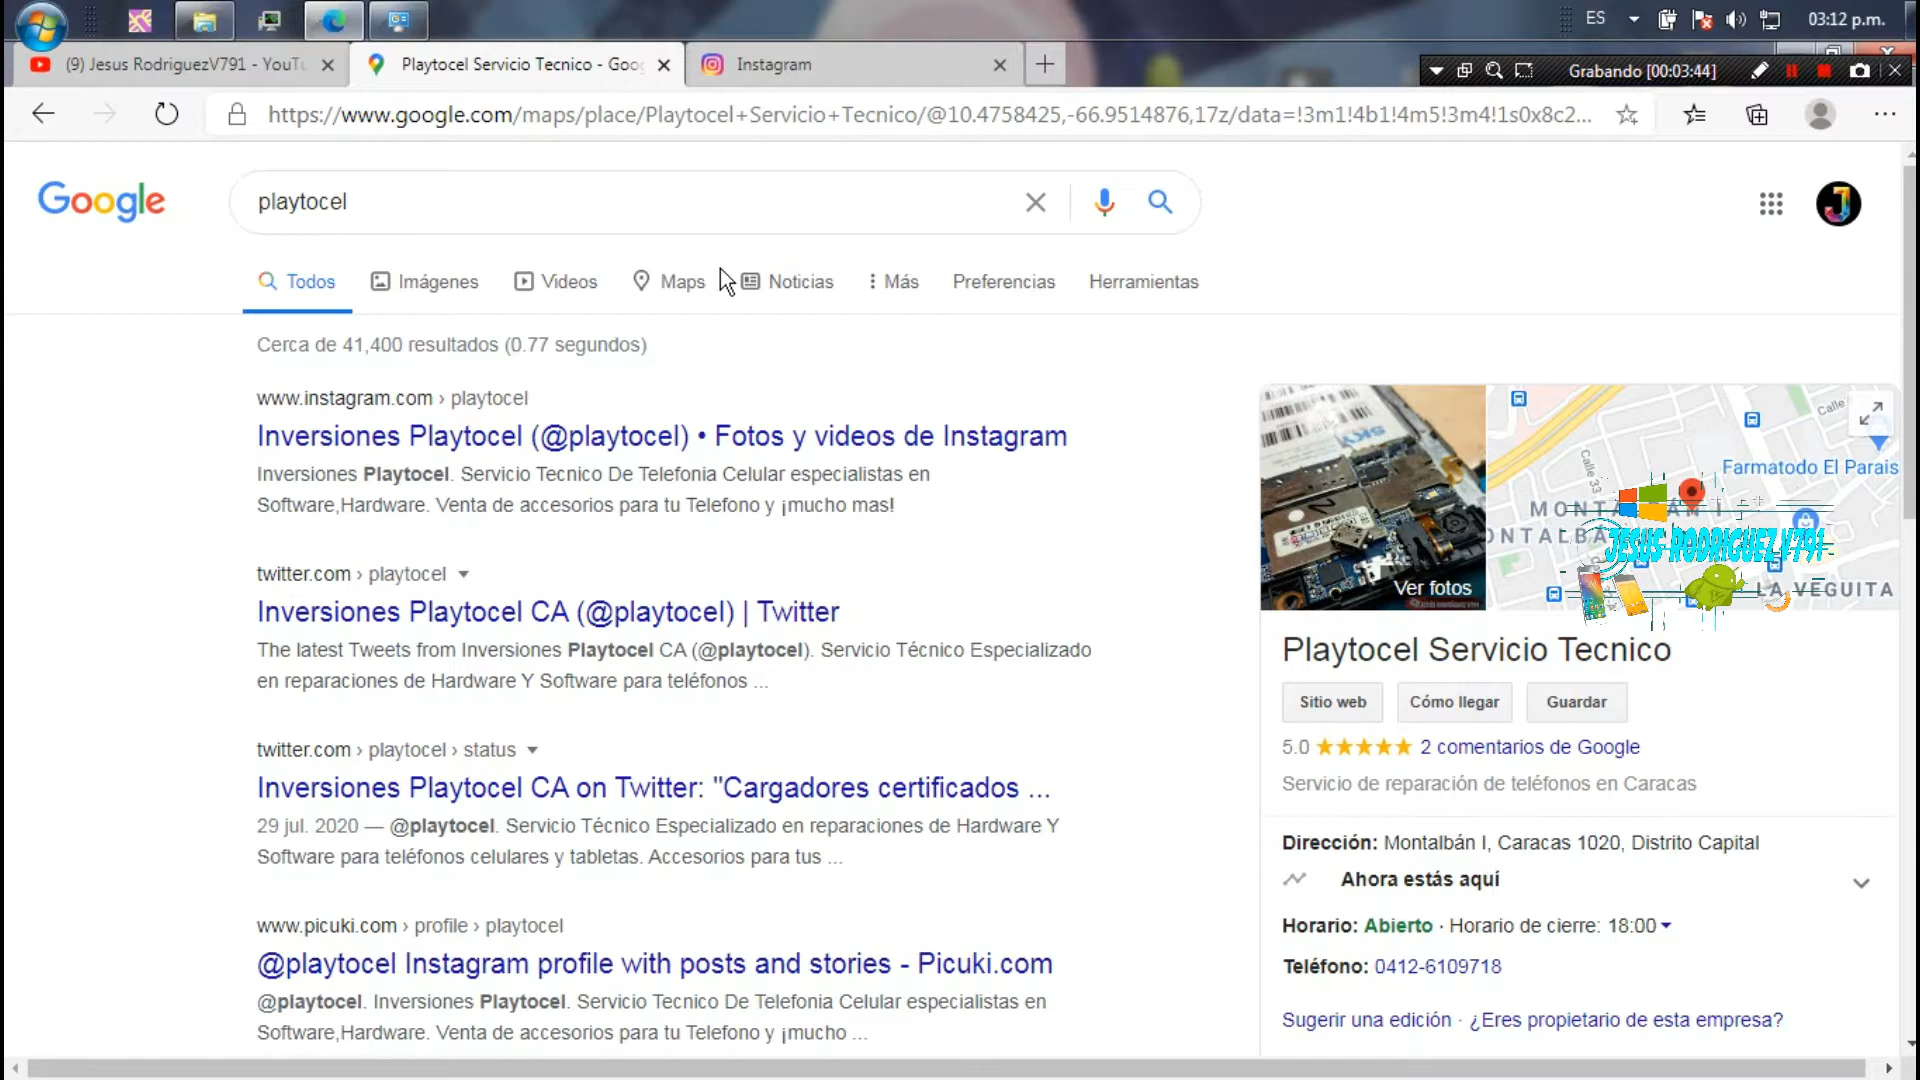 ES
03:12 p.m.
(9) Jesus RodriguezV791 - YouTu
Playtocel Servicio Tecnico - Goog
Instagram
Grabando [00:03:44]
https://www.google.com/maps/place/Playtocel+Servicio+Tecnico/@10.4758425,-66.9514876,17z/data=!3m1!4b1!4m5!3m4!1s0x8c2...
Google
playtocel
J
Todos
Imágenes
Videos
Maps
Noticias
Más
Preferencias
Herramientas
Cerca de 41,400 resultados (0.77 segundos)
www.instagram.com › playtocel
Inversiones Playtocel (@playtocel) • Fotos y videos de Instagram
Inversiones Playtocel. Servicio Tecnico De Telefonia Celular especialistas en
Software,Hardware. Venta de accesorios para tu Telefono y ¡mucho mas!
twitter.com › playtocel
Inversiones Playtocel CA (@playtocel) | Twitter
The latest Tweets from Inversiones Playtocel CA (@playtocel). Servicio Técnico Especializado
en reparaciones de Hardware Y Software para teléfonos ...
twitter.com › playtocel › status
Inversiones Playtocel CA on Twitter: "Cargadores certificados ...
29 jul. 2020 — @playtocel. Servicio Técnico Especializado en reparaciones de Hardware Y
Software para teléfonos celulares y tabletas. Accesorios para tus ...
www.picuki.com › profile › playtocel
@playtocel Instagram profile with posts and stories - Picuki.com
@playtocel. Inversiones Playtocel. Servicio Tecnico De Telefonia Celular especialistas en
Software,Hardware. Venta de accesorios para tu Telefono y ¡mucho ...
SKY
Ver fotos
Calle
Calle 33
Farmatodo El Parais
JESUS RODRIGUEZ V791
LA VEGUITA
Playtocel Servicio Tecnico
Sitio web
Cómo llegar
Guardar
5.0 ★★★★★ 2 comentarios de Google
Servicio de reparación de teléfonos en Caracas
Dirección: Montalbán I, Caracas 1020, Distrito Capital
Ahora estás aquí
Horario: Abierto · Horario de cierre: 18:00
Teléfono: 0412-6109718
Sugerir una edición · ¿Eres propietario de esta empresa?